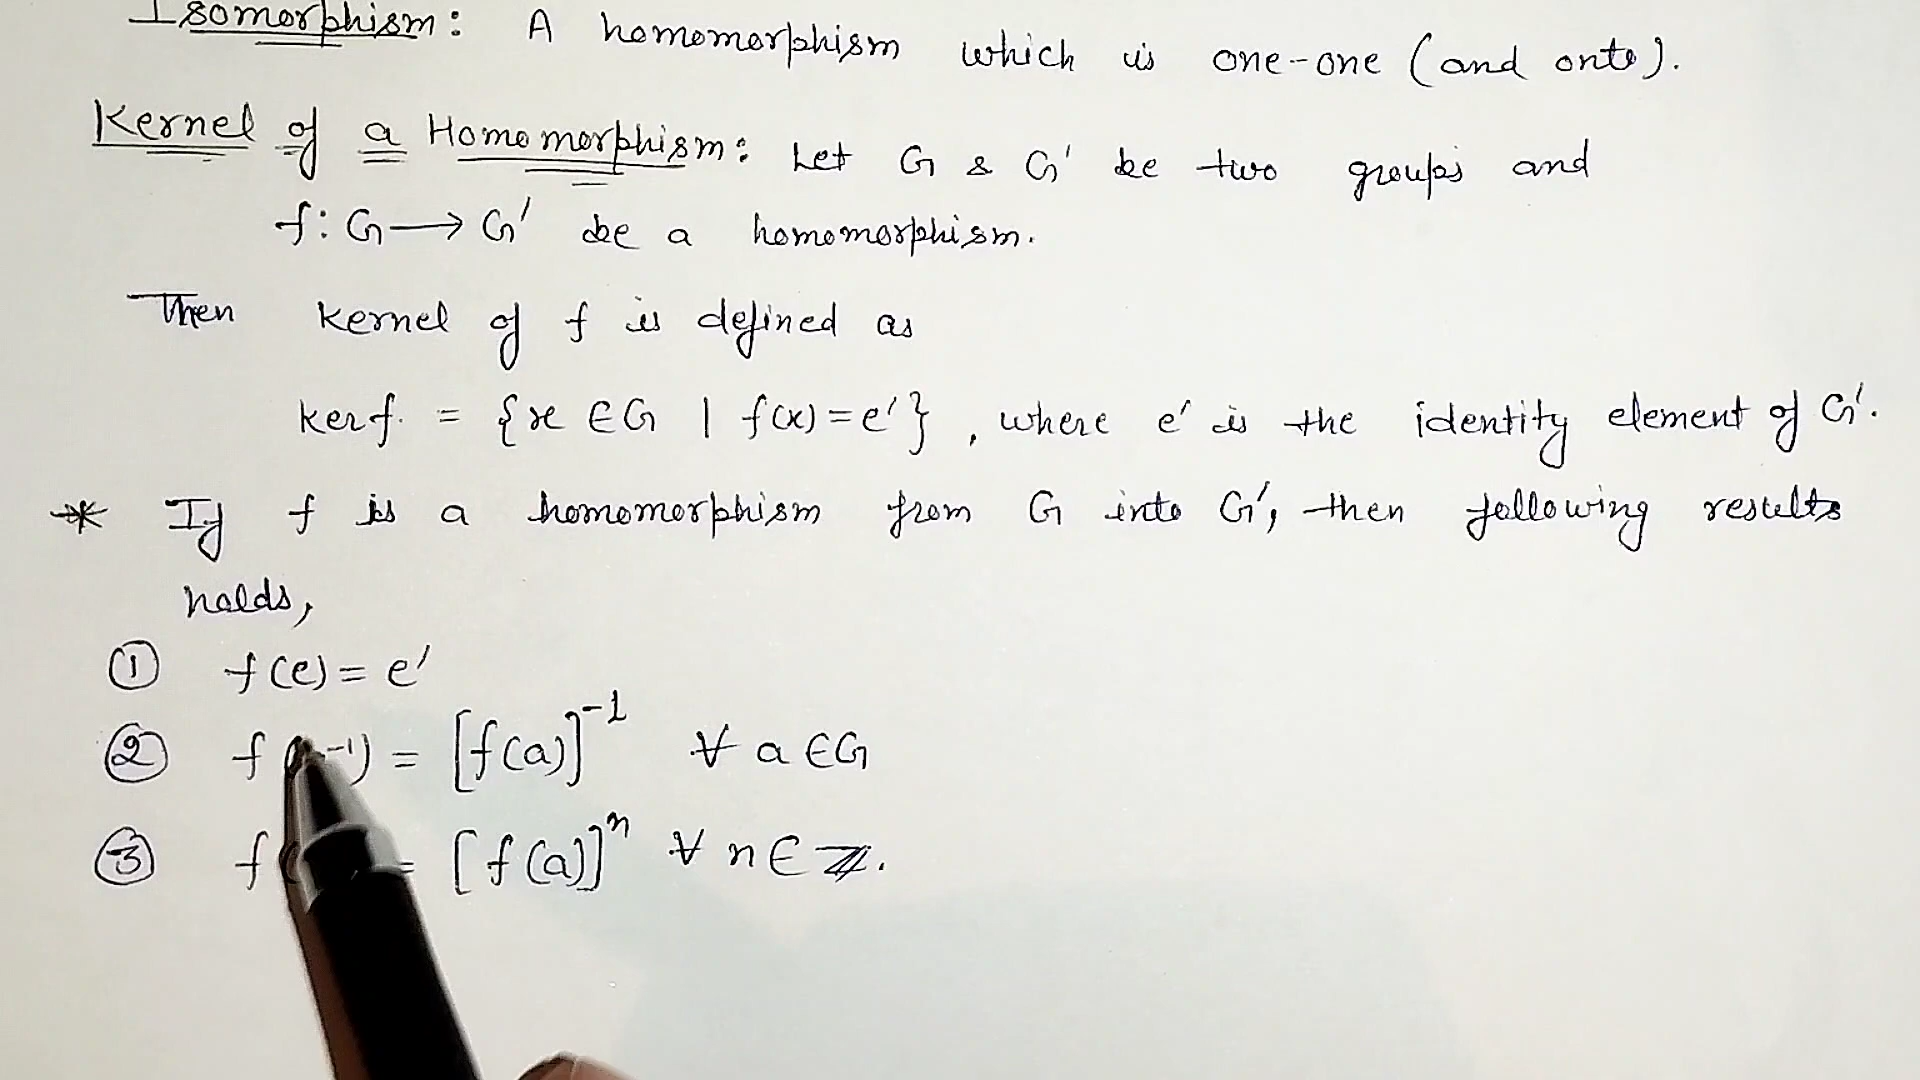 Isomorphism: A homomorphism which is one-one (and onto).
Kernel of a Homomorphism: Let G & G' be two groups and
f: G ⟶ G' be a homomorphism.
Then kernel of f is defined as
ker f. = {x ∈ G | f(x) = e'}, where e' is the identity element of G'.
* If f is a homomorphism from G into G', then following results
holds,
① f(e) = e'
② f( ⁻¹) = [f(a)]⁻¹ ∀ a ∈ G
③ f( = [f(a)]ⁿ ∀ n ∈ ℤ.